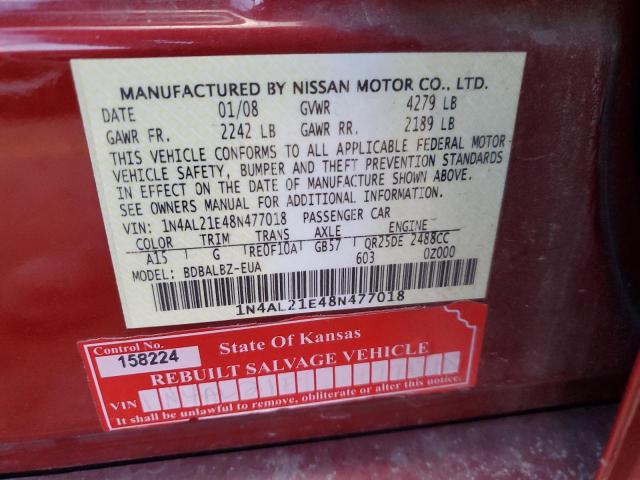 MANUFACTURED BY NISSAN MOTOR CO., LTD.
DATE 01/08 GVWR 4279 LB
GAWR FR. 2242 LB GAWR RR. 2189 LB
THIS VEHICLE CONFORMS TO ALL APPLICABLE FEDERAL MOTOR
VEHICLE SAFETY, BUMPER AND THEFT PREVENTION STANDARDS
IN EFFECT ON THE DATE OF MANUFACTURE SHOWN ABOVE.
SEE OWNERS MANUAL FOR ADDITIONAL INFORMATION.
VIN: 1N4AL21E48N477018 PASSENGER CAR
COLOR TRIM TRANS AXLE ENGINE
A15 G RE0F10A GB57 QR25DE 2488CC
MODEL: BDBALBZ-EUA 603 0Z000
1N4AL21E48N477018
Control No.
158224
State Of Kansas
REBUILT SALVAGE VEHICLE
VIN
It shall be unlawful to remove, obliterate or alter this notice.